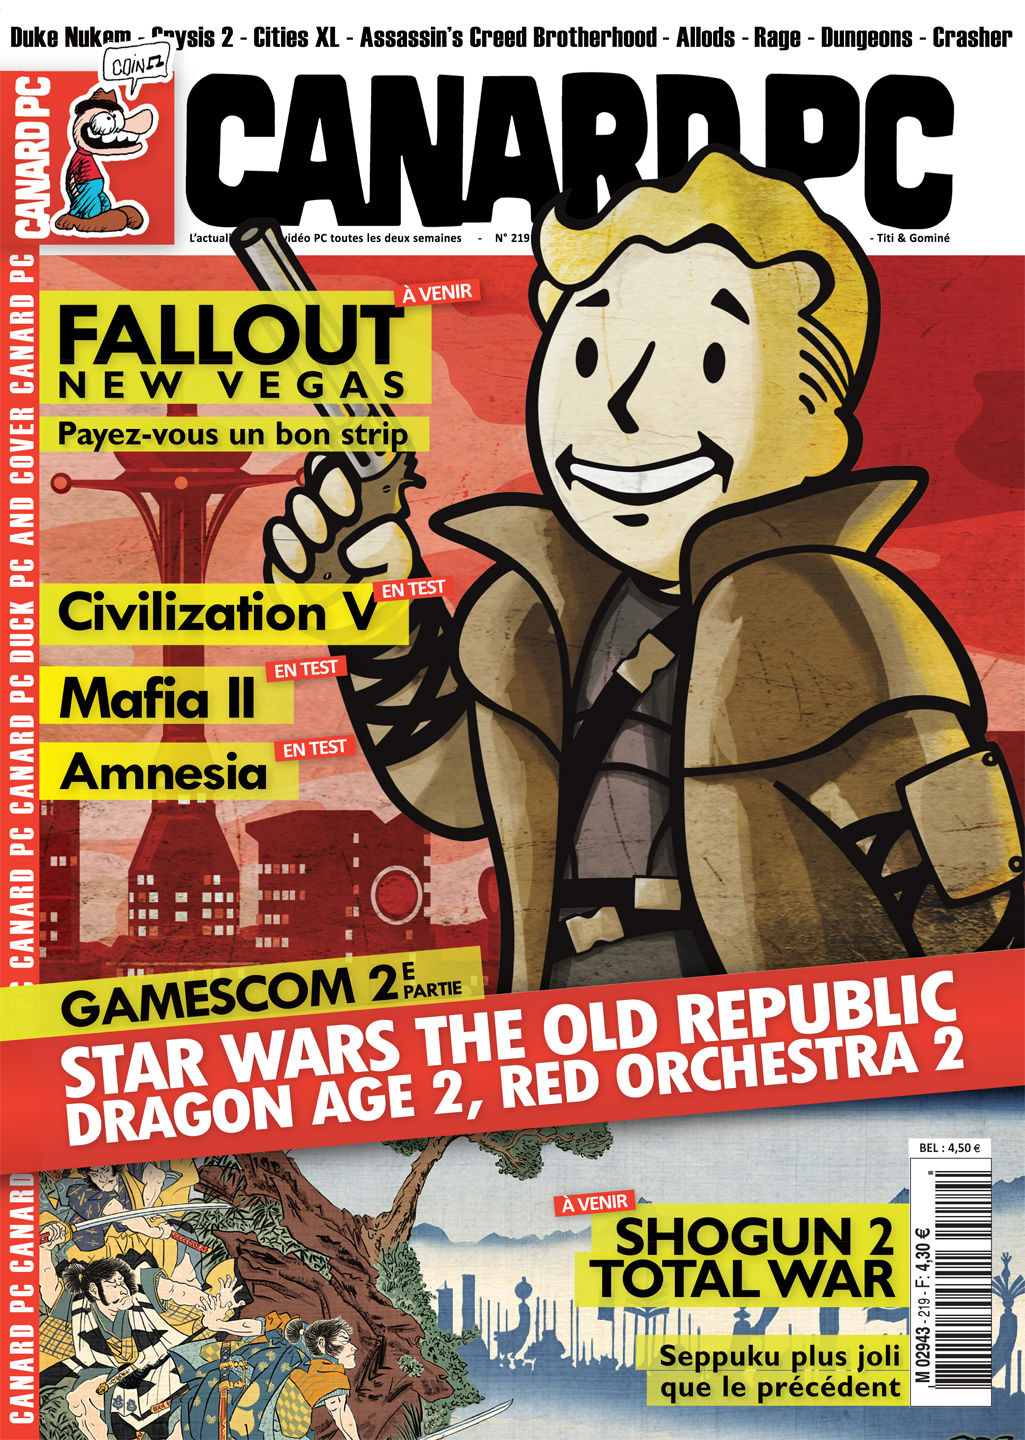 Duke Nukem - Crysis 2 - Cities XL - Assassin's Creed Brotherhood - Allods - Rage - Dungeons - Crasher
COIN
CANARD PC
CANARD PC
L'actuali vidéo PC toutes les deux semaines - N° 219
- Titi & Gominé
À VENIR
FALLOUT
NEW VEGAS
Payez-vous un bon strip
EN TEST
Civilization V
EN TEST
Mafia II
EN TEST
Amnesia
GAMESCOM 2E PARTIE
STAR WARS THE OLD REPUBLIC
DRAGON AGE 2, RED ORCHESTRA 2
À VENIR
SHOGUN 2
TOTAL WAR
Seppuku plus joli
que le précédent
BEL : 4,50 €
M 02943 - 219 - F: 4,30 €
CANARD PC CANARD PC CANARD PC CANARD PC DUCK PC AND COVER CANARD PC